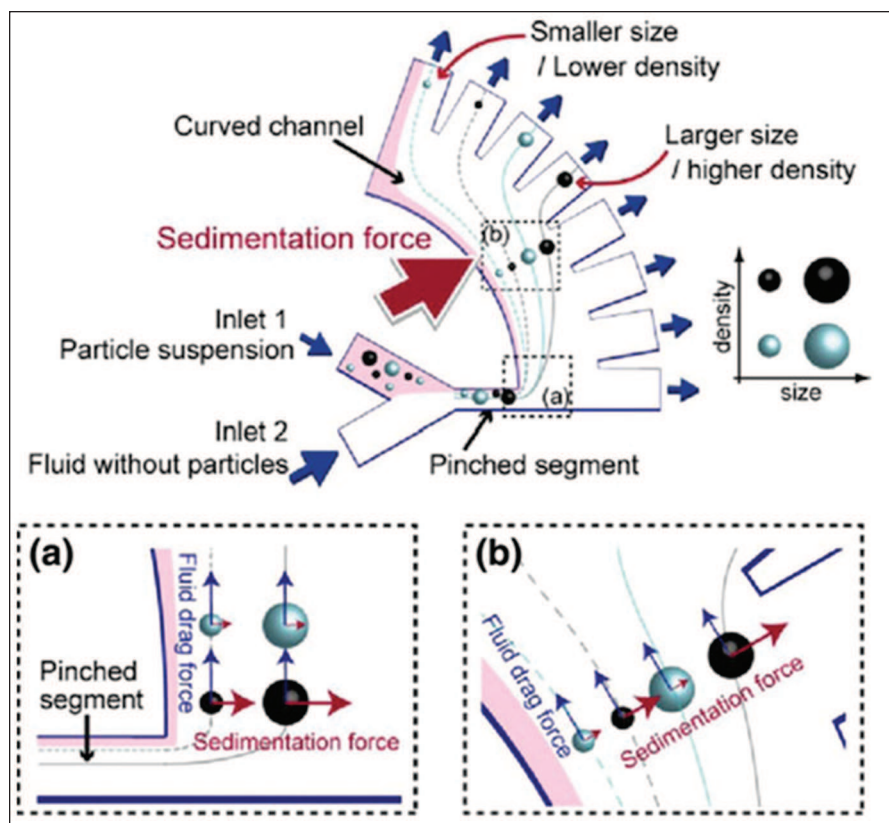 Smaller size
/ Lower density
Curved channel
Larger size
/ higher density
Sedimentation force
(b)
Inlet 1
Particle suspension
(a)
Inlet 2
Fluid without particles
Pinched segment
density
size
(a)
Fluid drag force
Pinched
segment
Sedimentation force
(b)
Fluid drag force
Sedimentation force